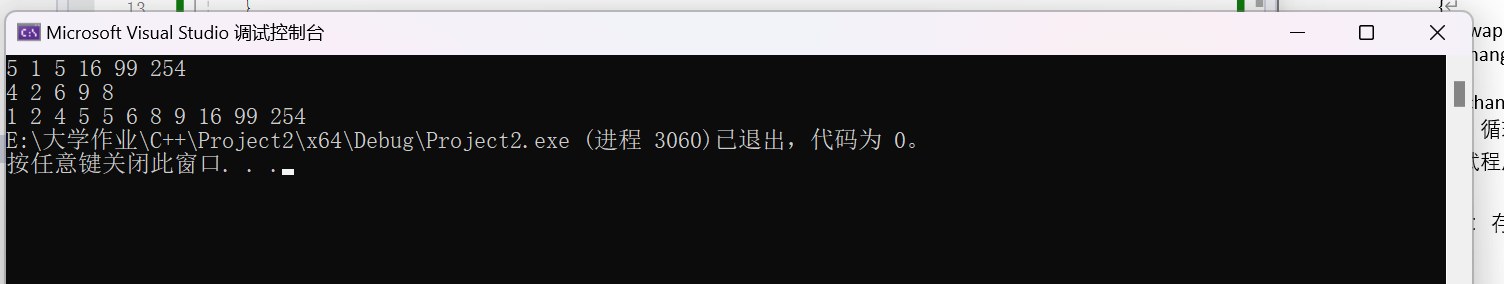 13
}
{
Microsoft Visual Studio 调试控制台
wap
5 1 5 16 99 254
4 2 6 9 8
1 2 4 5 5 6 8 9 16 99 254
E:\大学作业\C++\Project2\x64\Debug\Project2.exe (进程 3060)已退出，代码为 0。
按任意键关闭此窗口. . .